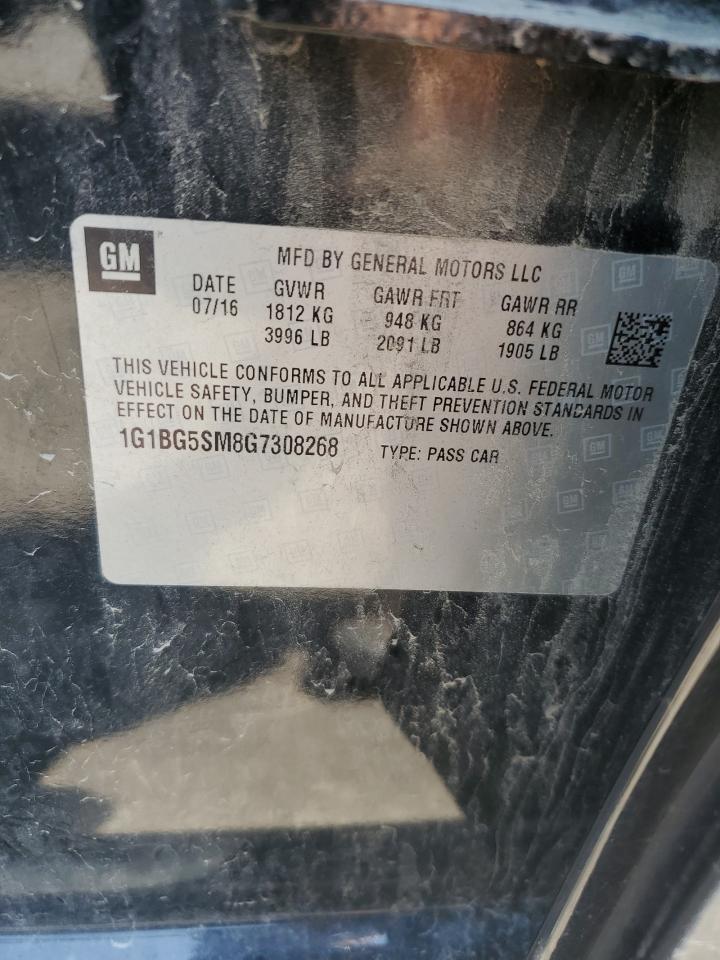 GM
MFD BY GENERAL MOTORS LLC
DATE GVWR GAWR FRT GAWR RR
07/16 1812 KG 948 KG 864 KG
3996 LB 2091 LB 1905 LB
THIS VEHICLE CONFORMS TO ALL APPLICABLE U.S. FEDERAL MOTOR
VEHICLE SAFETY, BUMPER, AND THEFT PREVENTION STANDARDS IN
EFFECT ON THE DATE OF MANUFACTURE SHOWN ABOVE.
1G1BG5SM8G7308268 TYPE: PASS CAR